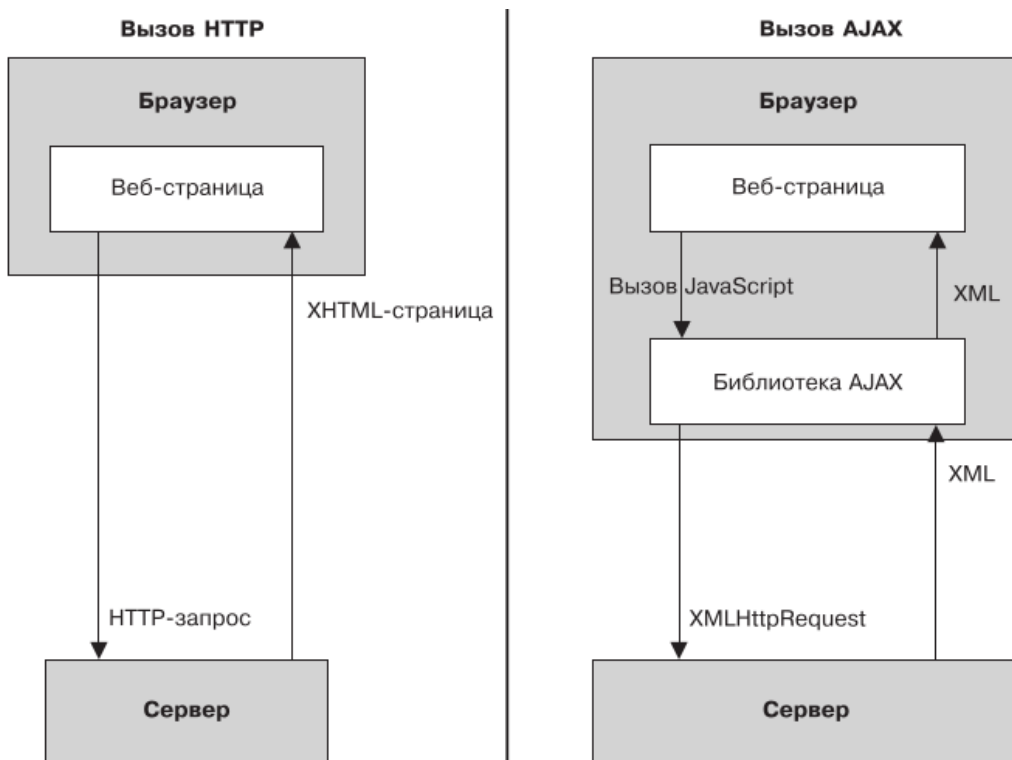 Вызов HTTP
Браузер
Веб-страница
XHTML-страница
HTTP-запрос
Сервер
Вызов AJAX
Браузер
Веб-страница
Вызов JavaScript
XML
Библиотека AJAX
XML
XMLHttpRequest
Сервер